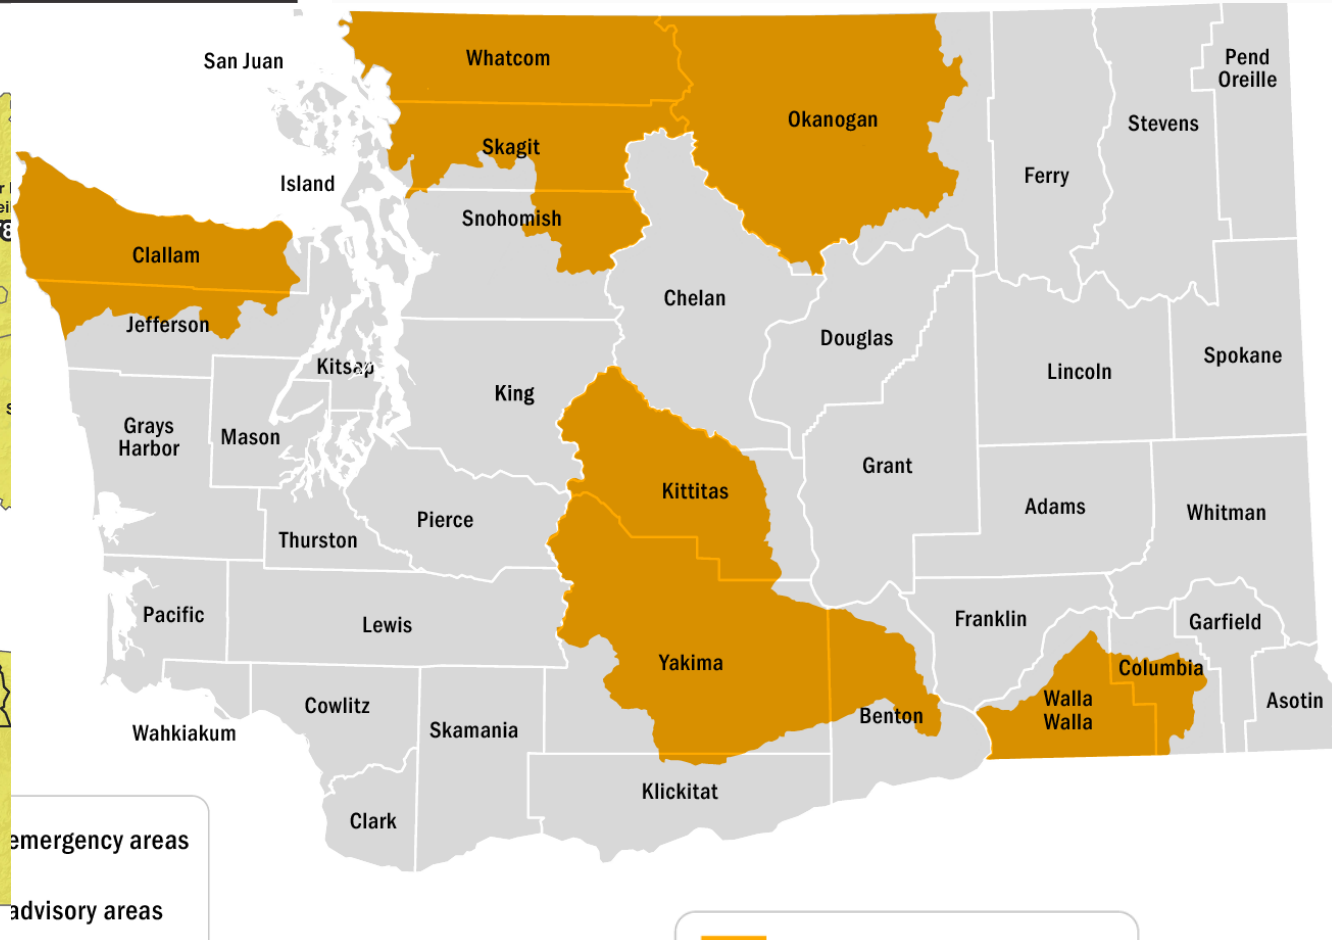 San Juan
Whatcom
Pend
Oreille
Okanogan
Stevens
Skagit
Ferry
Island
Snohomish
Clallam
Chelan
Jefferson
Douglas
Kitsap
Spokane
Lincoln
King
Grays
Harbor
Mason
Grant
Kittitas
Adams
Whitman
Pierce
Thurston
Pacific
Lewis
Franklin
Garfield
Yakima
Columbia
Walla
Walla
Asotin
Cowlitz
Benton
Skamania
Wahkiakum
Klickitat
Clark
emergency areas
advisory areas